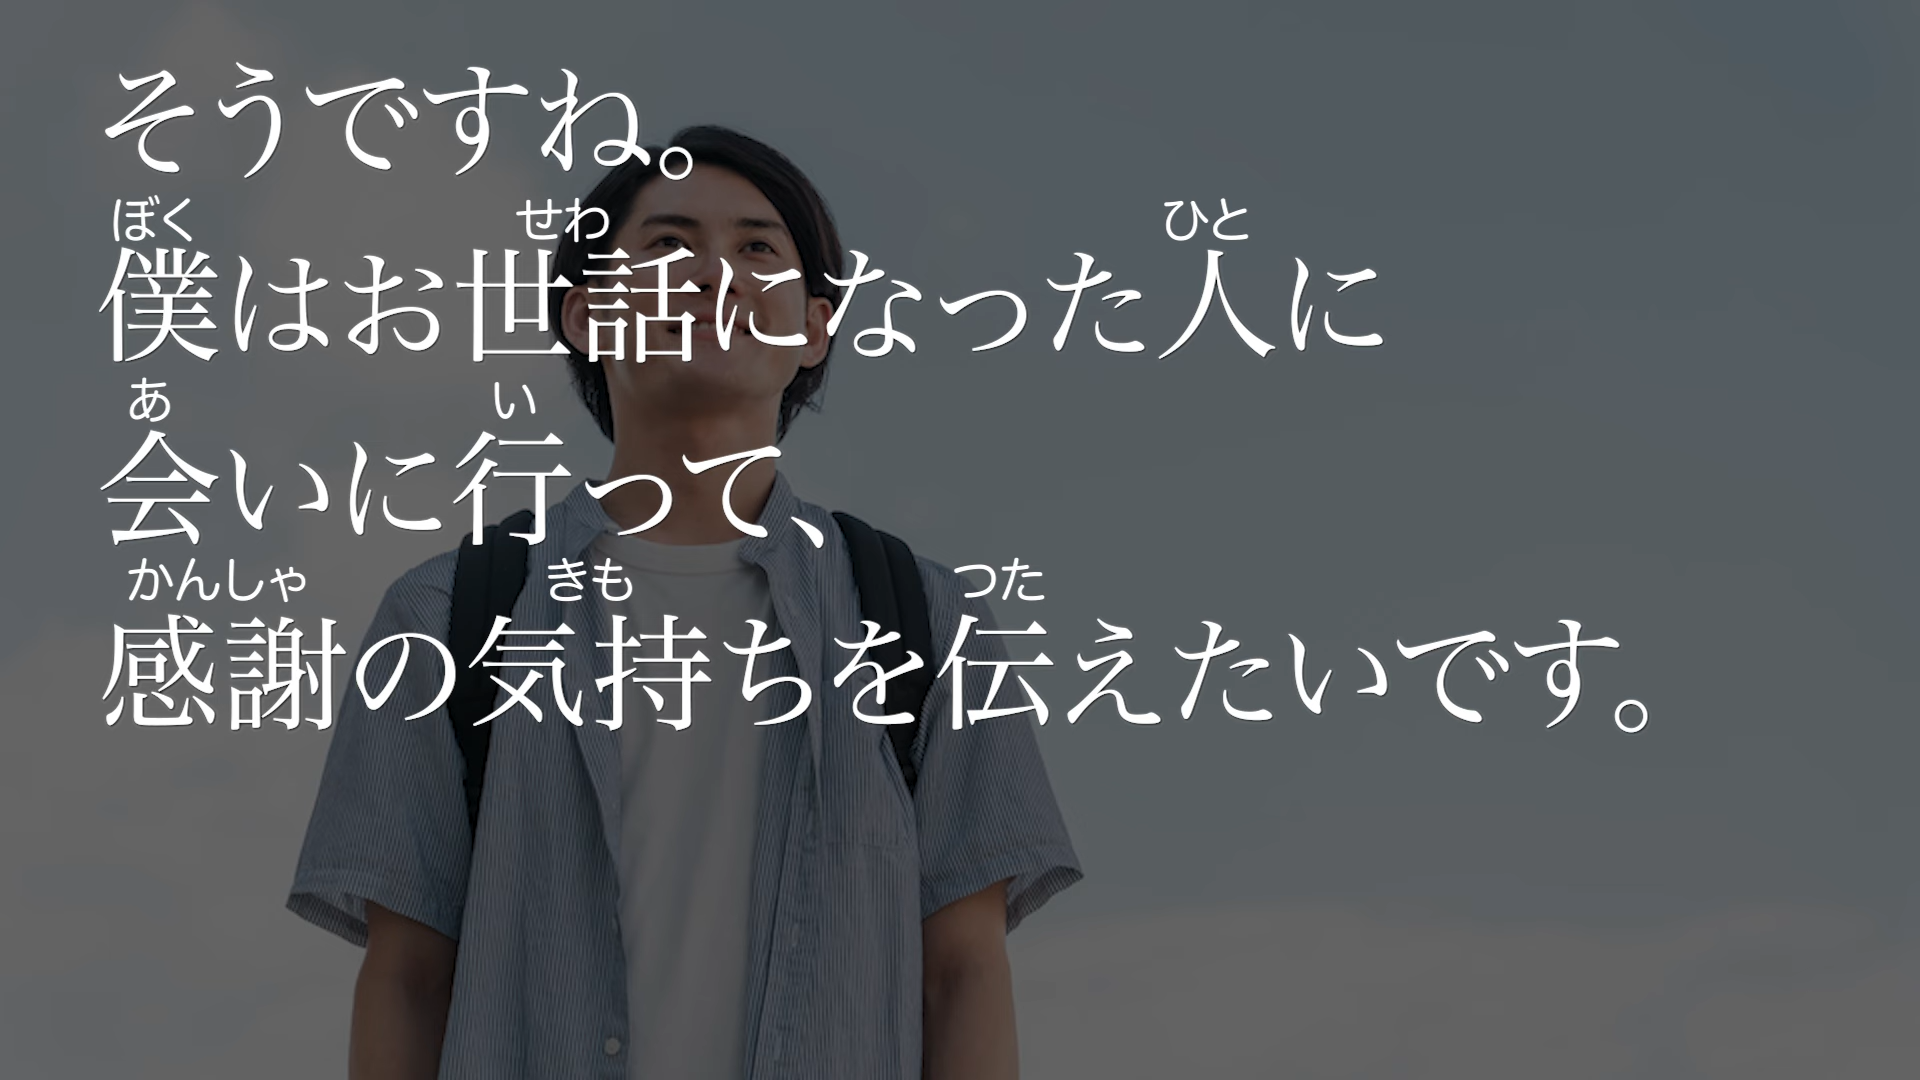 そうですね。
ぼく せわ ひと
僕はお世話になった人に
あ い
会いに行って、
かんしゃ きも つた
感謝の気持ちを伝えたいです。